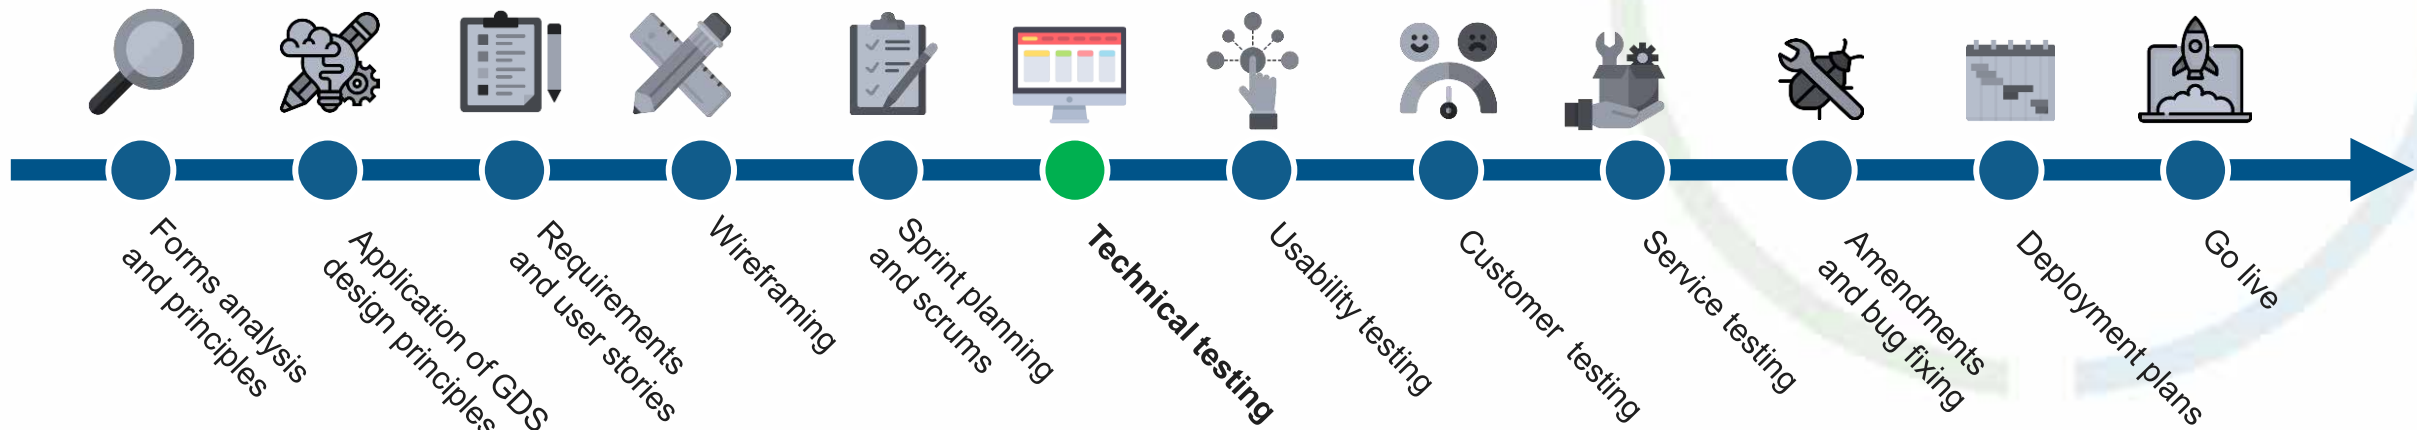 Forms analysis
and principles
Application of GDS
design principles
Requirements
and user stories
Wireframing
Sprint planning
and scrums
Technical testing
Usability testing
Customer testing
Service testing
Amendments
and bug fixing
Deployment plans
Go live